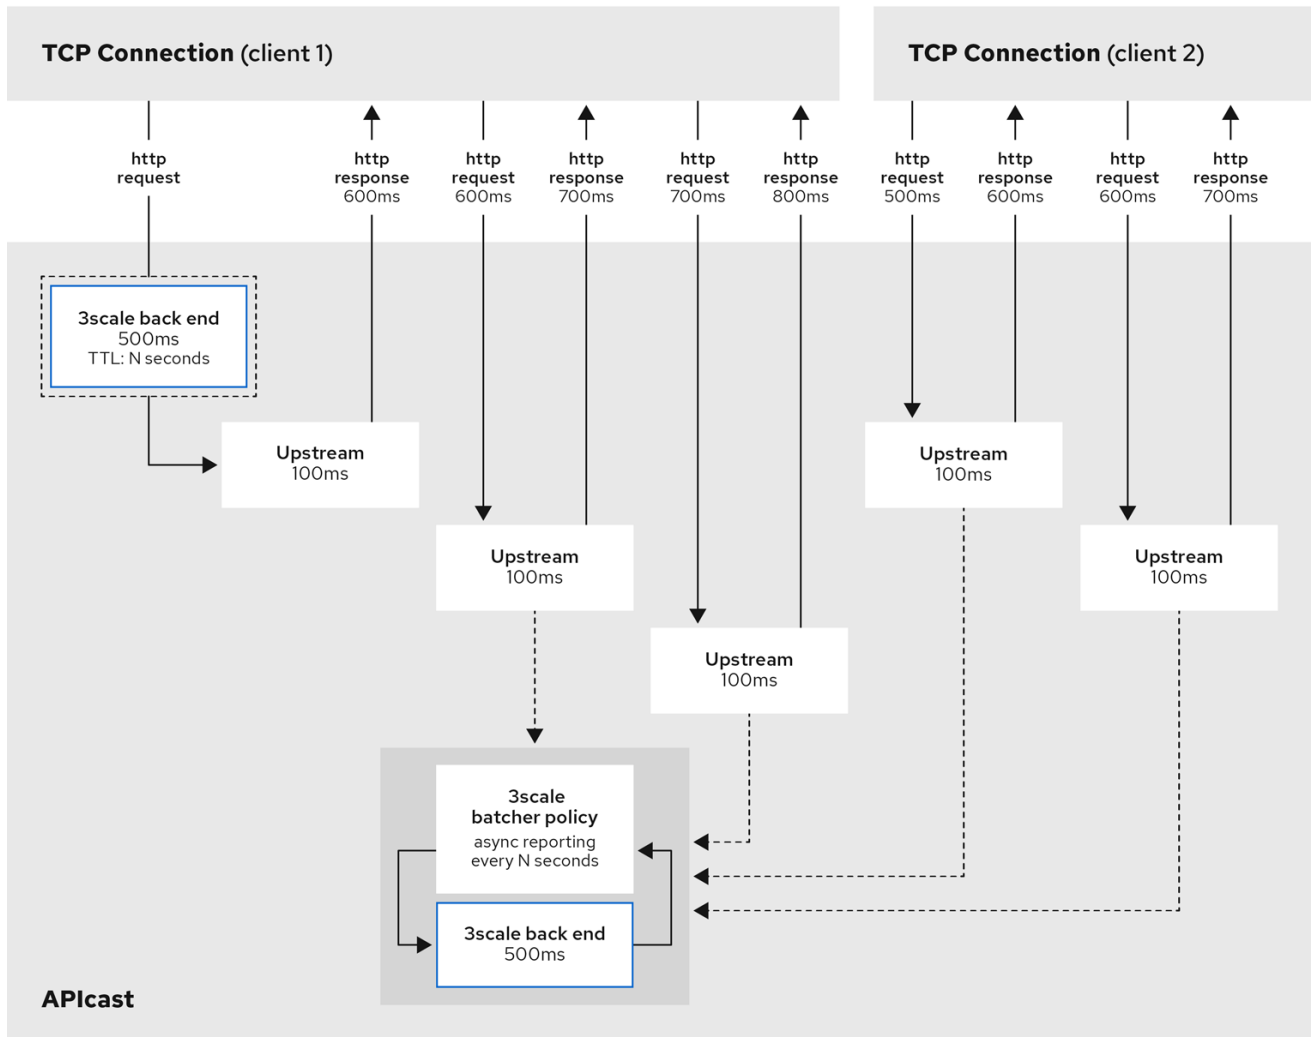 TCP Connection (client 1)
TCP Connection (client 2)
http
request
http
response
600ms
http
request
600ms
http
response
700ms
http
request
700ms
http
response
800ms
http
request
500ms
http
response
600ms
http
request
600ms
http
response
700ms
3scale back end
500ms
TTL: N seconds
Upstream
100ms
Upstream
100ms
Upstream
100ms
Upstream
100ms
Upstream
100ms
3scale
batcher policy
async reporting
every N seconds
3scale back end
500ms
APIcast